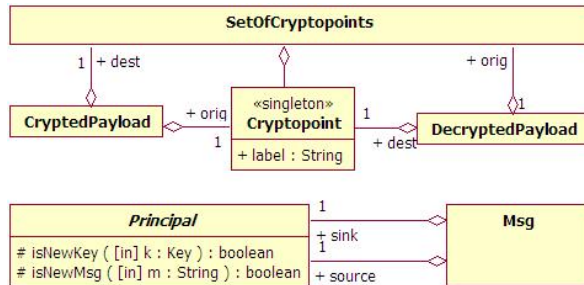 SetOfCryptopoints
1 + dest
+ orig
«singleton»
Cryptopoint
+ label : String
CryptedPayload
+ orig
1
1
+ dest
1
DecryptedPayload
Principal
# isNewKey ( [in] k : Key ) : boolean
# isNewMsg ( [in] m : String ) : boolean
1
+ sink
1
+ source
Msg